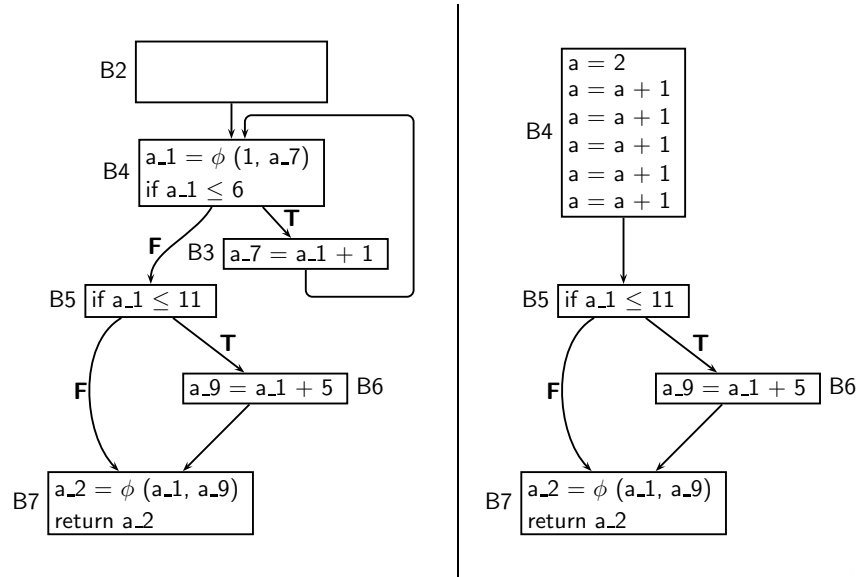 B2
B4
a_1 = ϕ (1, a_7)
if a_1 ≤ 6
T
F
B3
a_7 = a_1 + 1
B5
if a_1 ≤ 11
T
F
a_9 = a_1 + 5
B6
B7
a_2 = ϕ (a_1, a_9)
return a_2
B4
a = 2
a = a + 1
a = a + 1
a = a + 1
a = a + 1
a = a + 1
B5
if a_1 ≤ 11
T
F
a_9 = a_1 + 5
B6
B7
a_2 = ϕ (a_1, a_9)
return a_2